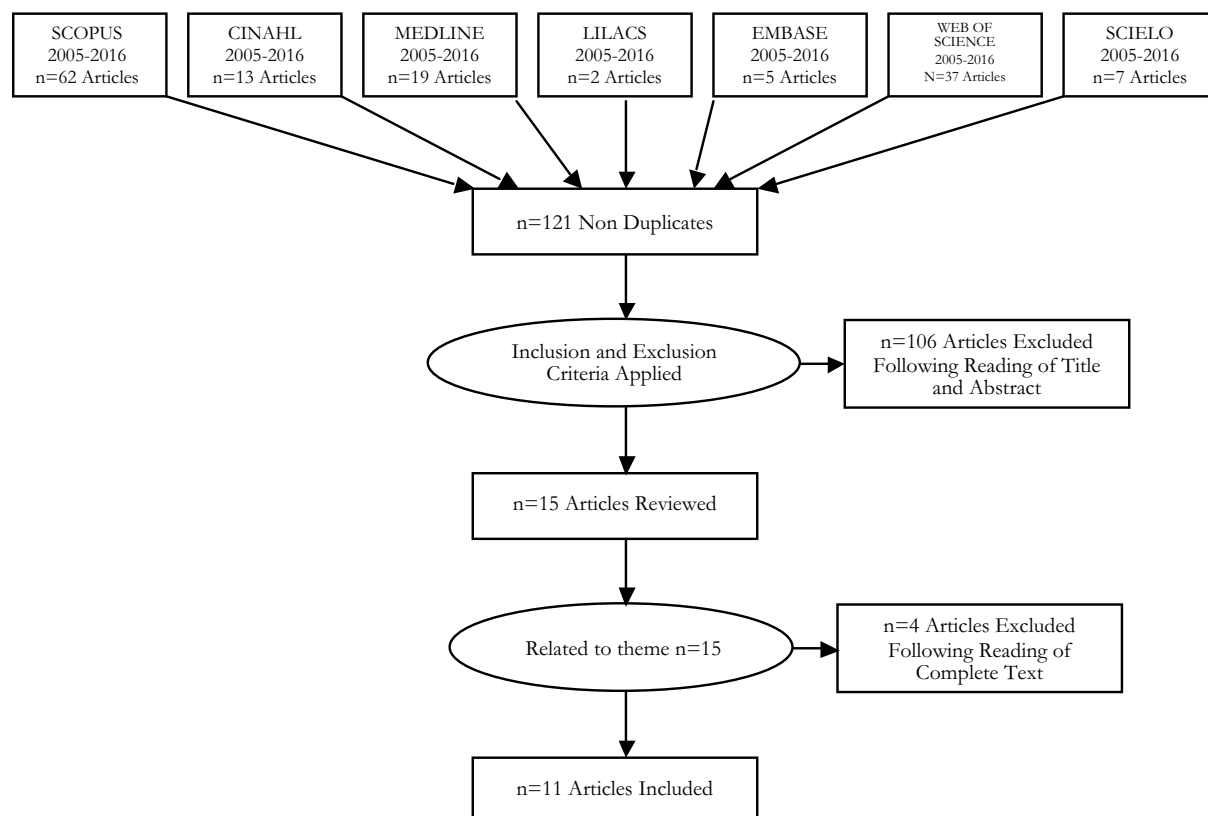 SCOPUS
2005-2016
n=62 Articles
CINAHL
2005-2016
n=13 Articles
MEDLINE
2005-2016
n=19 Articles
LILACS
2005-2016
n=2 Articles
EMBASE
2005-2016
n=5 Articles
WEB OF
SCIENCE
2005-2016
N=37 Articles
SCIELO
2005-2016
n=7 Articles
n=121 Non Duplicates
Inclusion and Exclusion
Criteria Applied
n=106 Articles Excluded
Following Reading of Title
and Abstract
n=15 Articles Reviewed
Related to theme n=15
n=4 Articles Excluded
Following Reading of
Complete Text
n=11 Articles Included